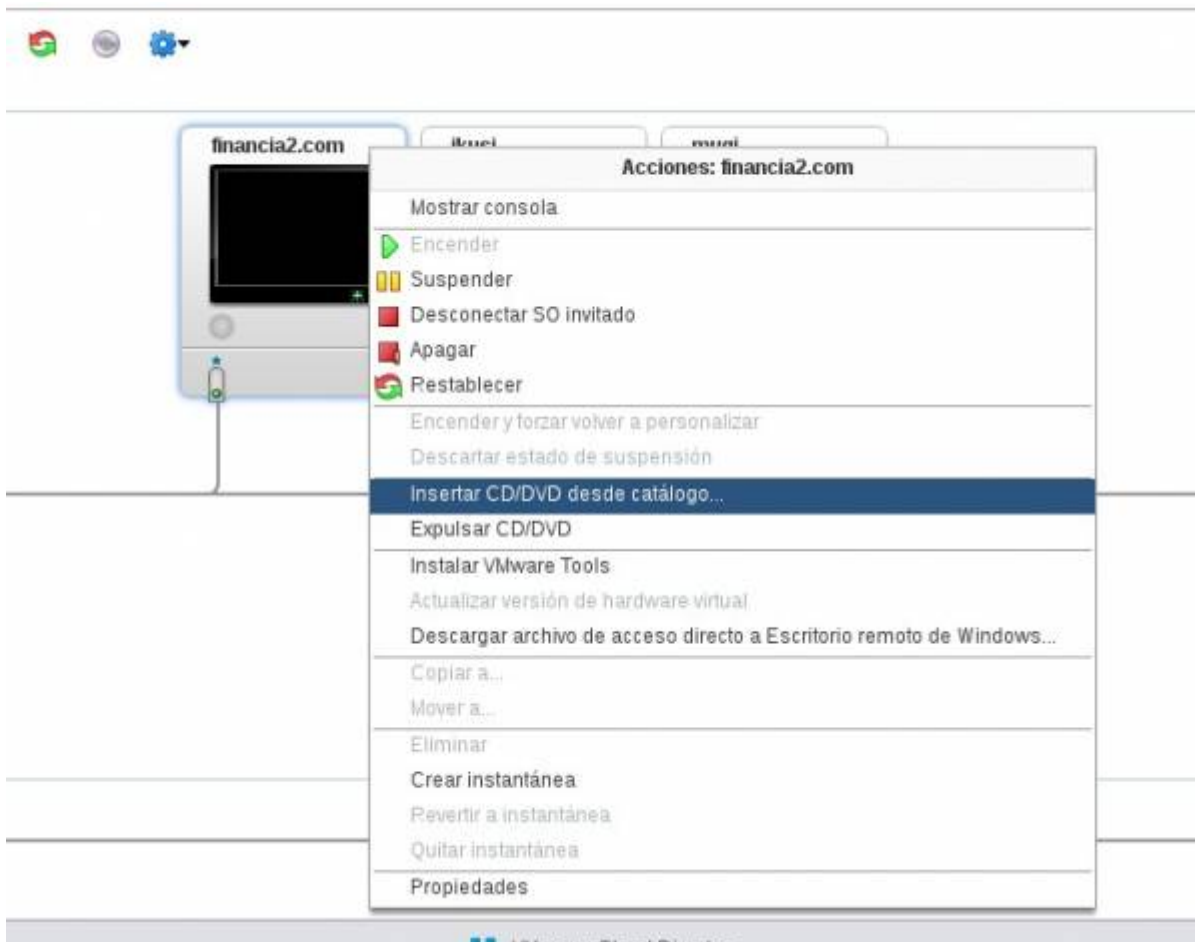 financia2.com
Acciones: financia2.com
Mostrar consola
Encender
Suspender
Desconectar SO invitado
Apagar
Restablecer
Encender y forzar volver a personalizar
Descartar estado de suspensión
Insertar CD/DVD desde catálogo...
Expulsar CD/DVD
Instalar VMware Tools
Actualizar versión de hardware virtual
Descargar archivo de acceso directo a Escritorio remoto de Windows...
Copiar a...
Mover a...
Eliminar
Crear instantánea
Revertir a instantánea
Quitar instantánea
Propiedades